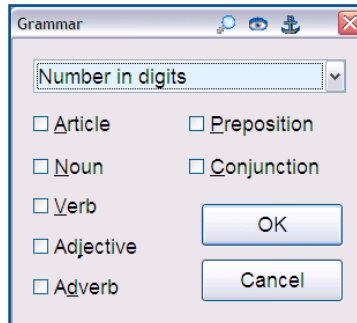 Grammar
Number in digits
Article
Preposition
Noun
Conjunction
Verb
OK
Adjective
Cancel
Adverb